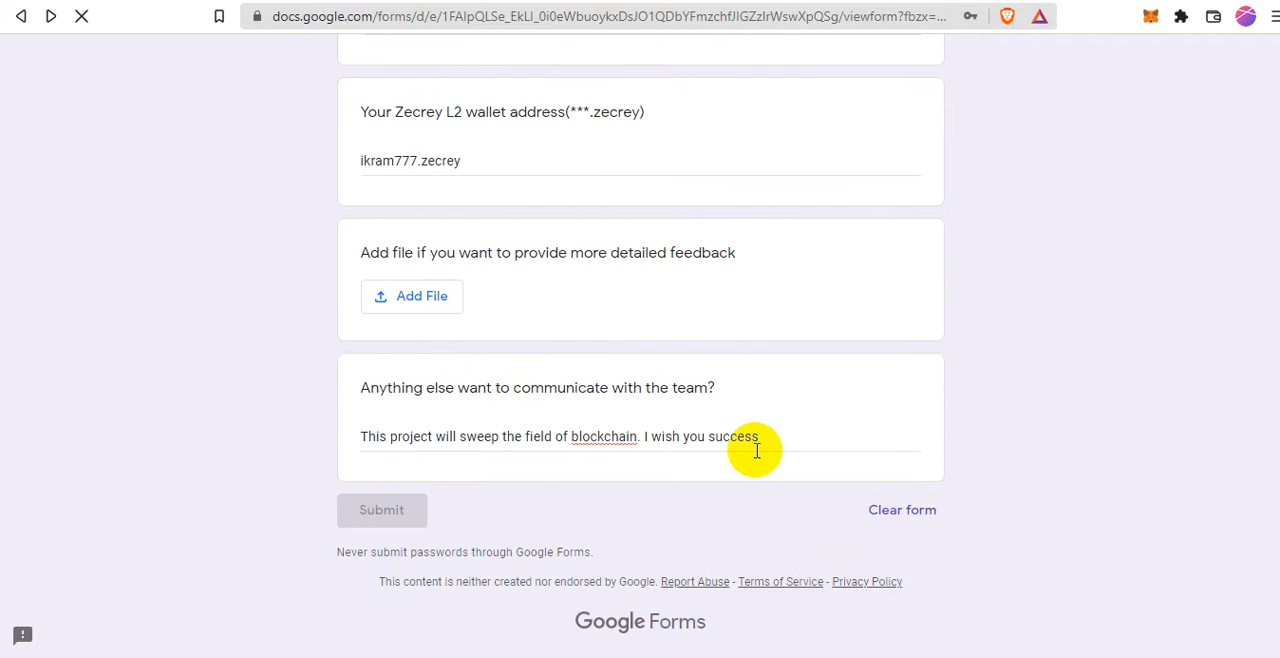 docs.google.com/forms/d/e/1FAIpQLSe_EkLI_0i0eWbuoykxDsJO1QDbYFmzchfJIGZzIrWswXpQSg/viewform?fbzx=...
Your Zecrey L2 wallet address(***.zecrey)
ikram777.zecrey
Add file if you want to provide more detailed feedback
Add File
Anything else want to communicate with the team?
This project will sweep the field of blockchain. I wish you success
Submit
Clear form
Never submit passwords through Google Forms.
This content is neither created nor endorsed by Google. Report Abuse - Terms of Service - Privacy Policy
Google Forms